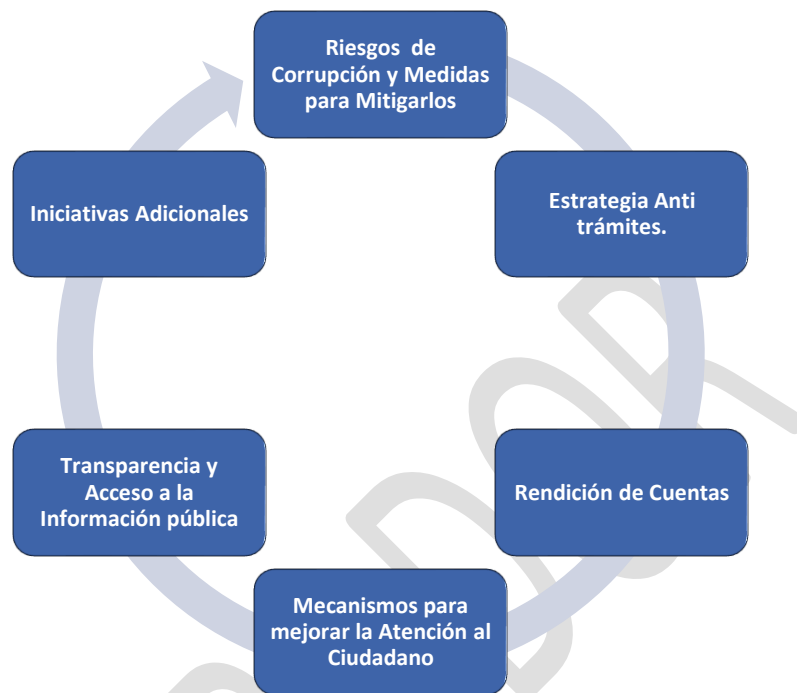 Riesgos de
Corrupción y Medidas
para Mitigarlos
Estrategia Anti
trámites.
Rendición de Cuentas
Mecanismos para
mejorar la Atención al
Ciudadano
Transparencia y
Acceso a la
Información pública
Iniciativas Adicionales